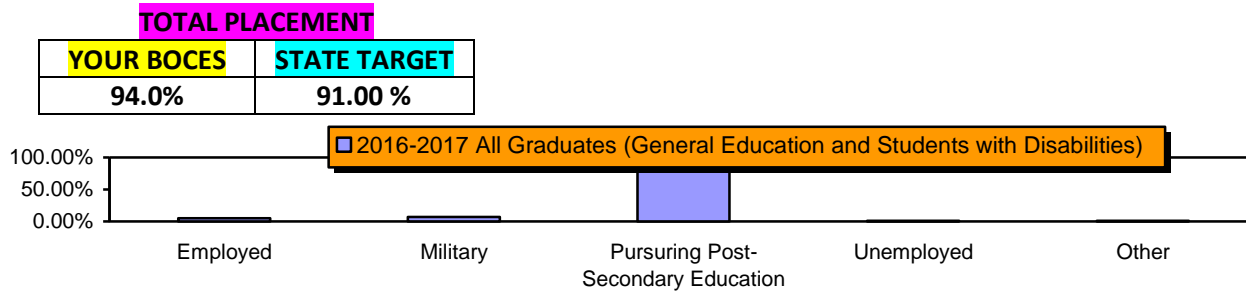 TOTAL PLACEMENT
YOUR BOCES STATE TARGET
94.0% 91.00 %
2016-2017 All Graduates (General Education and Students with Disabilities)
100.00%
50.00%
0.00%
Employed Military Pursuring Post- Unemployed Other
Secondary Education